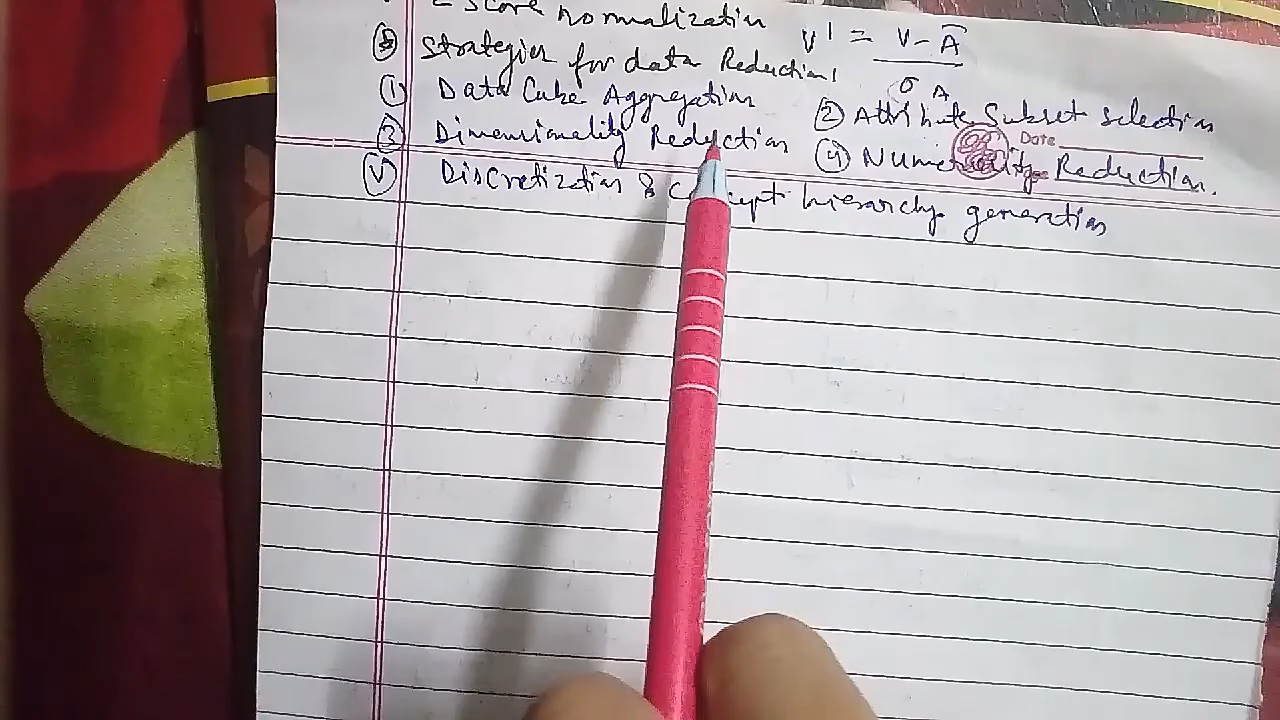 Z score normalization v' = v - A̅
σ A
⑤ Strategies for data Reduction:
① Data Cube Aggregation ② Attribute Subset selection
Date
③ Dimensionality Reduction ④ Numerosity Reduction.
Ⓥ Discretization & Concept hierarchy generation